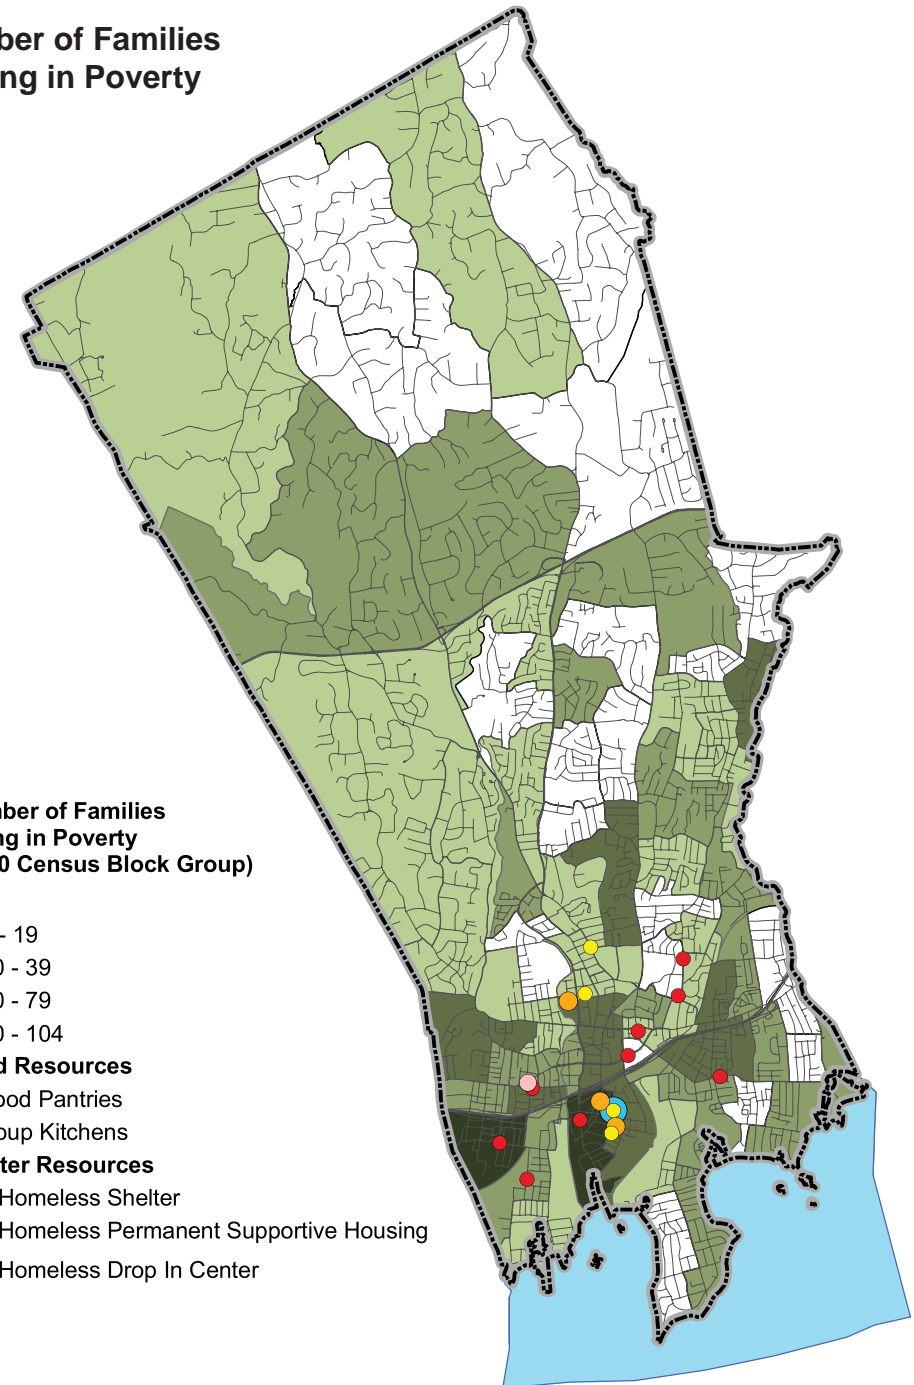 ber of Families
ng in Poverty
ber of Families
ng in Poverty
0 Census Block Group)
- 19
0 - 39
0 - 79
0 - 104
d Resources
ood Pantries
oup Kitchens
ter Resources
Homeless Shelter
Homeless Permanent Supportive Housing
Homeless Drop In Center